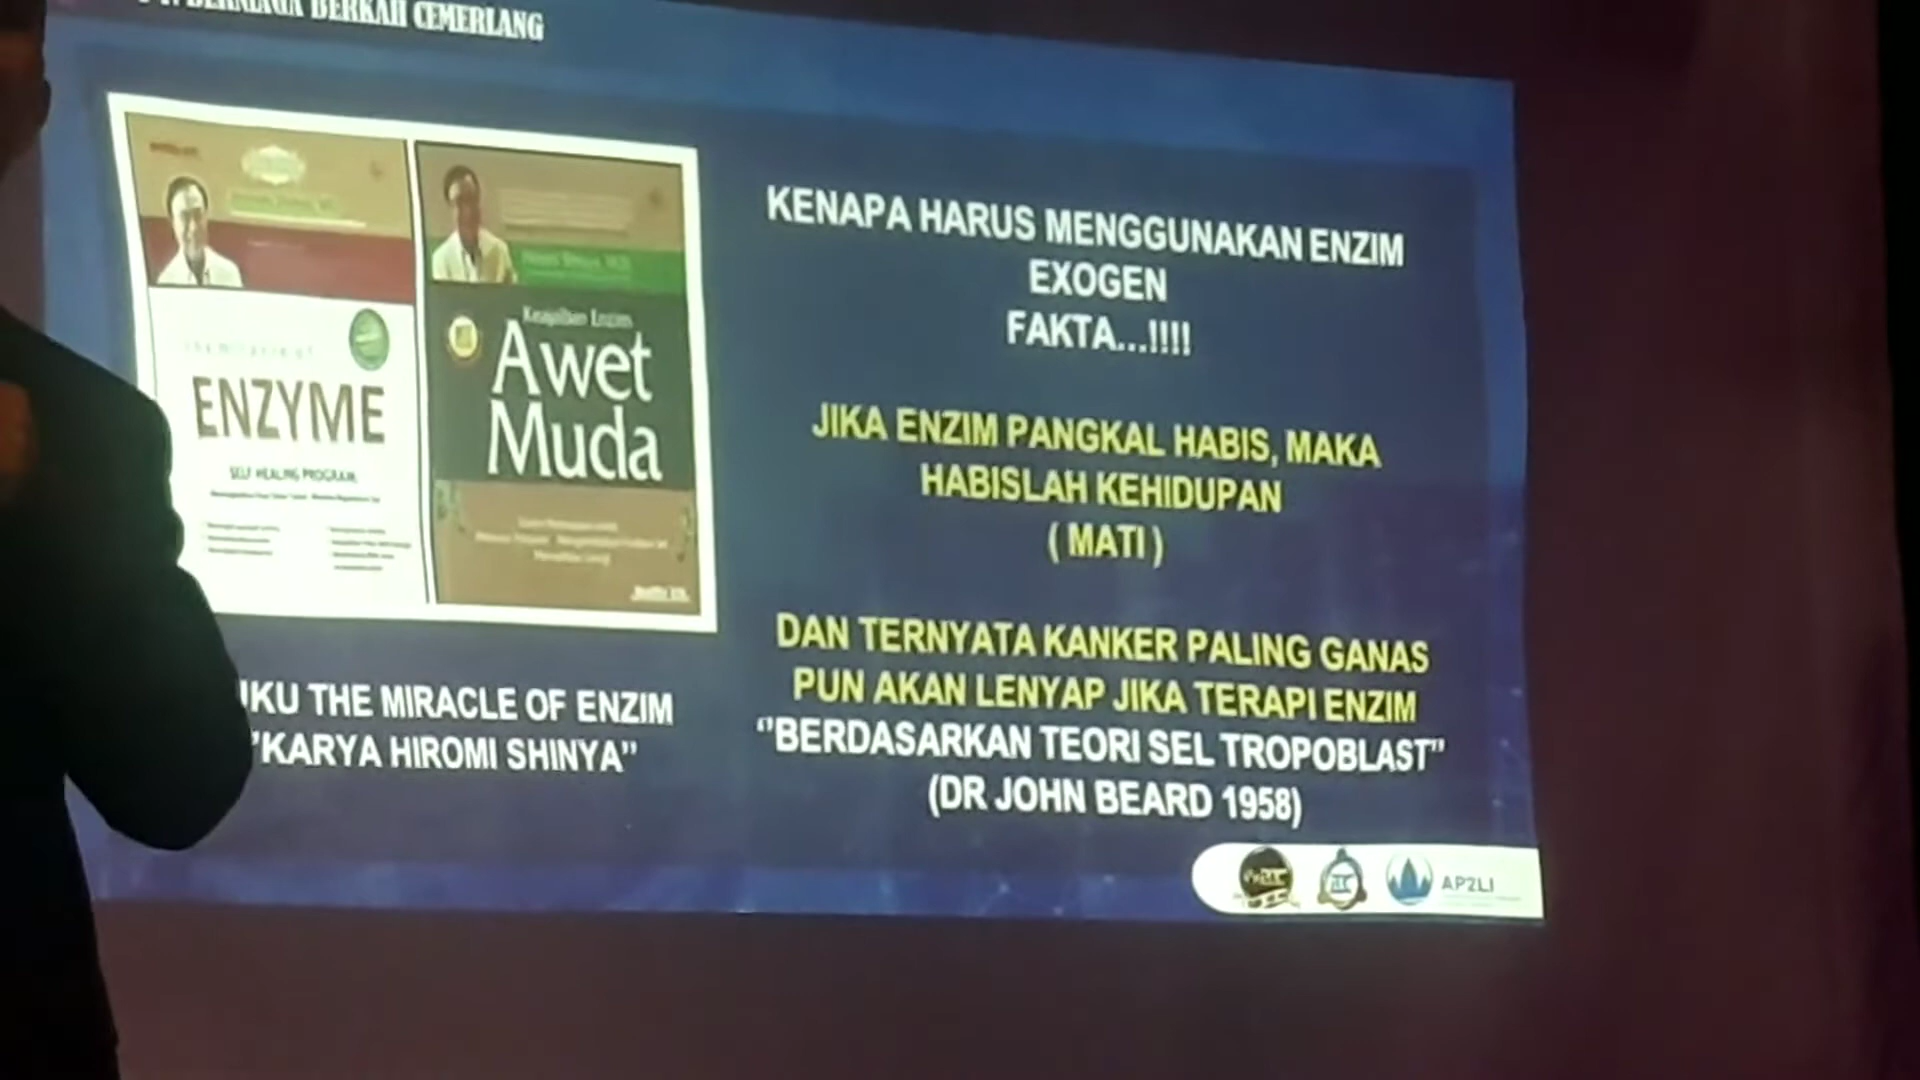 BERKAH CEMERLANG
ENZYME
SELF HEALING PROGRAM
Keajaiban Enzim
Awet
Muda
THE MIRACLE OF ENZIM
"KARYA HIROMI SHINYA"
KENAPA HARUS MENGGUNAKAN ENZIM
EXOGEN
FAKTA...!!!!
JIKA ENZIM PANGKAL HABIS, MAKA
HABISLAH KEHIDUPAN
( MATI )
DAN TERNYATA KANKER PALING GANAS
PUN AKAN LENYAP JIKA TERAPI ENZIM
"BERDASARKAN TEORI SEL TROPOBLAST"
(DR JOHN BEARD 1958)
AP2LI